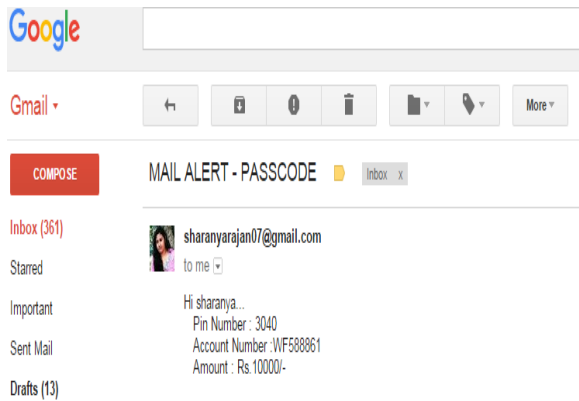 Google
Gmail
More
COMPOSE
MAIL ALERT - PASSCODE Inbox x
Inbox (361)
sharanyarajan07@gmail.com
Starred
to me
Important
Hi sharanya...
Pin Number : 3040
Sent Mail
Account Number :WF588861
Amount : Rs.10000/-
Drafts (13)